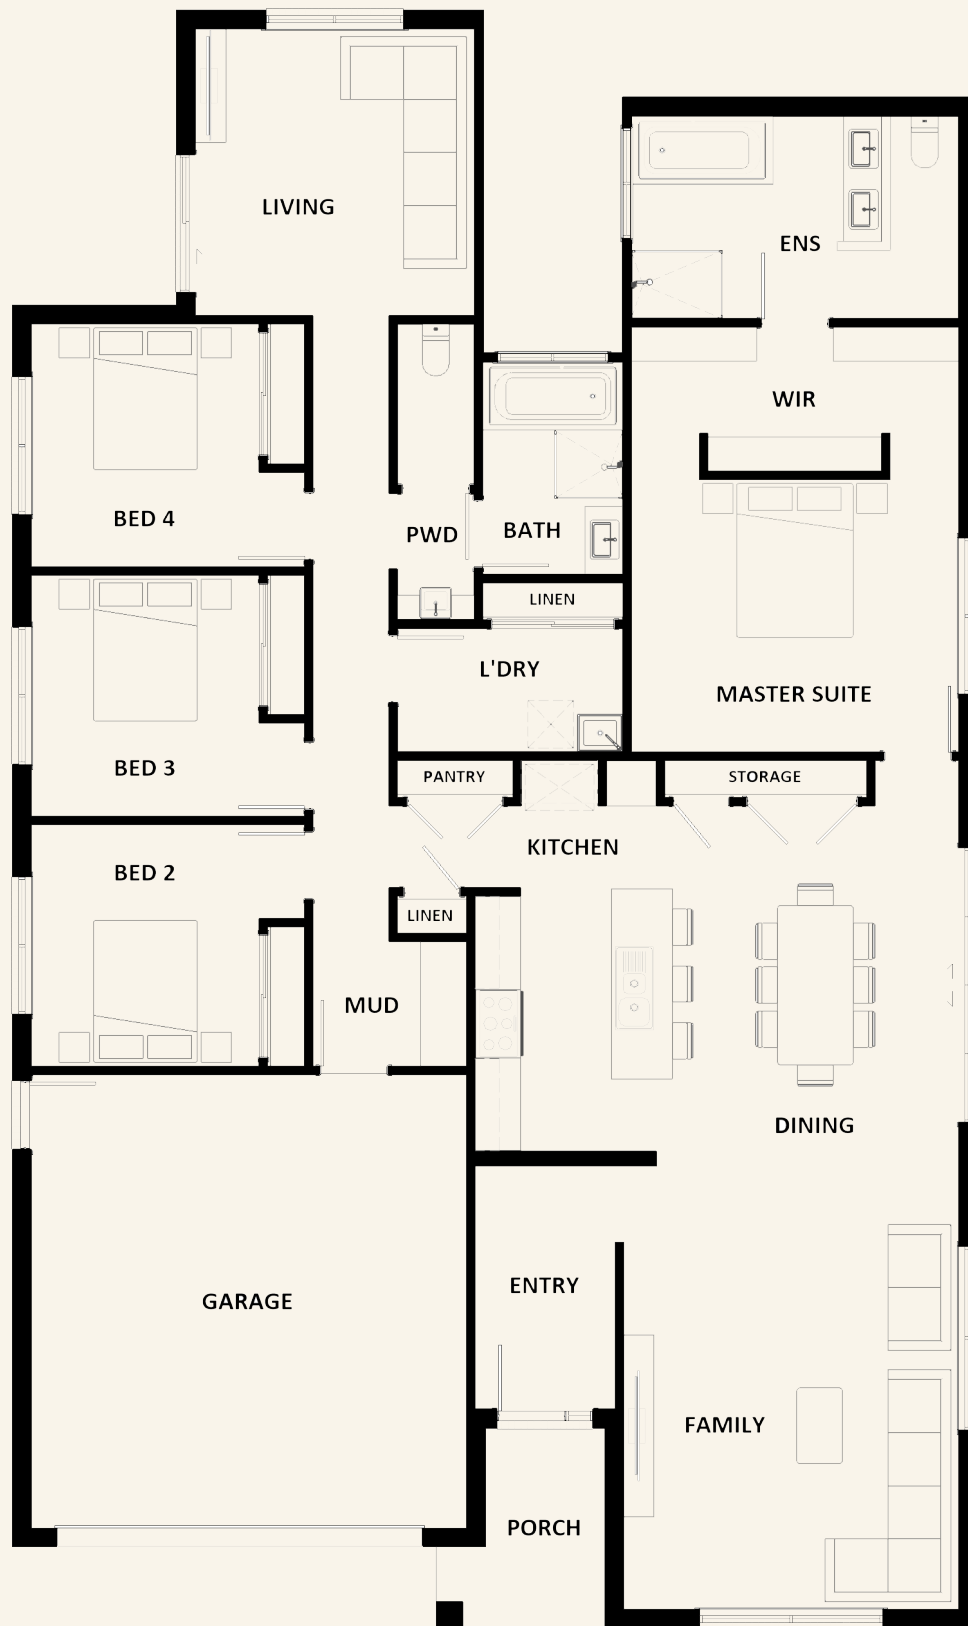 LIVING
ENS
WIR
BED 4
PWD
BATH
LINEN
L'DRY
MASTER SUITE
BED 3
PANTRY
STORAGE
KITCHEN
BED 2
LINEN
MUD
DINING
ENTRY
GARAGE
FAMILY
PORCH